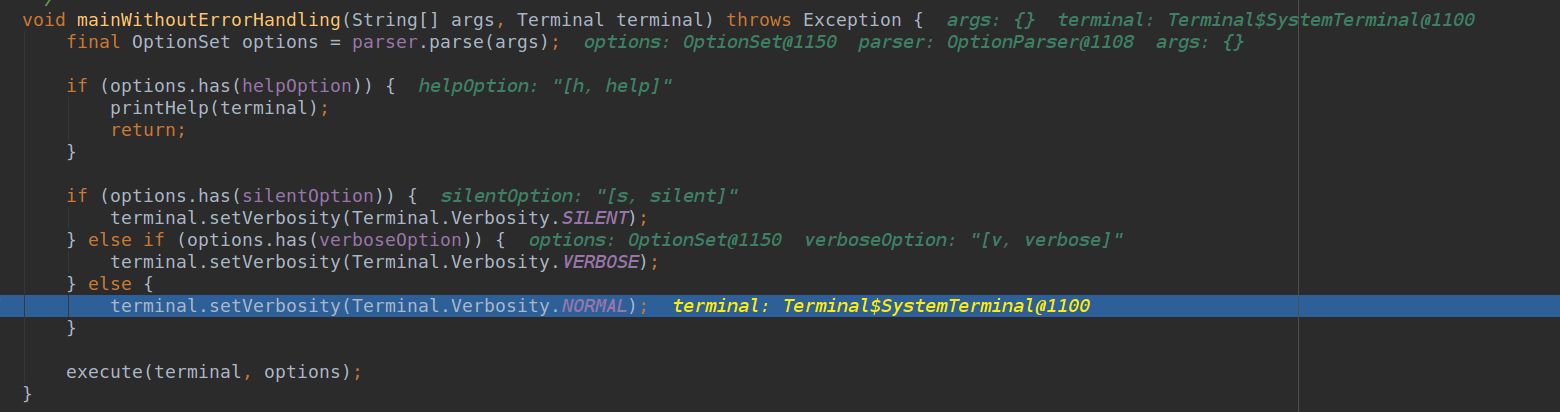 void mainWithoutErrorHandling(String[] args, Terminal terminal) throws Exception {  args: {}  terminal: Terminal$SystemTerminal@1100
    final OptionSet options = parser.parse(args);  options: OptionSet@1150  parser: OptionParser@1108  args: {}
    if (options.has(helpOption)) {  helpOption: "[h, help]"
        printHelp(terminal);
        return;
    }
    if (options.has(silentOption)) {  silentOption: "[s, silent]"
        terminal.setVerbosity(Terminal.Verbosity.SILENT);
    } else if (options.has(verboseOption)) {  options: OptionSet@1150  verboseOption: "[v, verbose]"
        terminal.setVerbosity(Terminal.Verbosity.VERBOSE);
    } else {
        terminal.setVerbosity(Terminal.Verbosity.NORMAL);  terminal: Terminal$SystemTerminal@1100
    }
    execute(terminal, options);
}